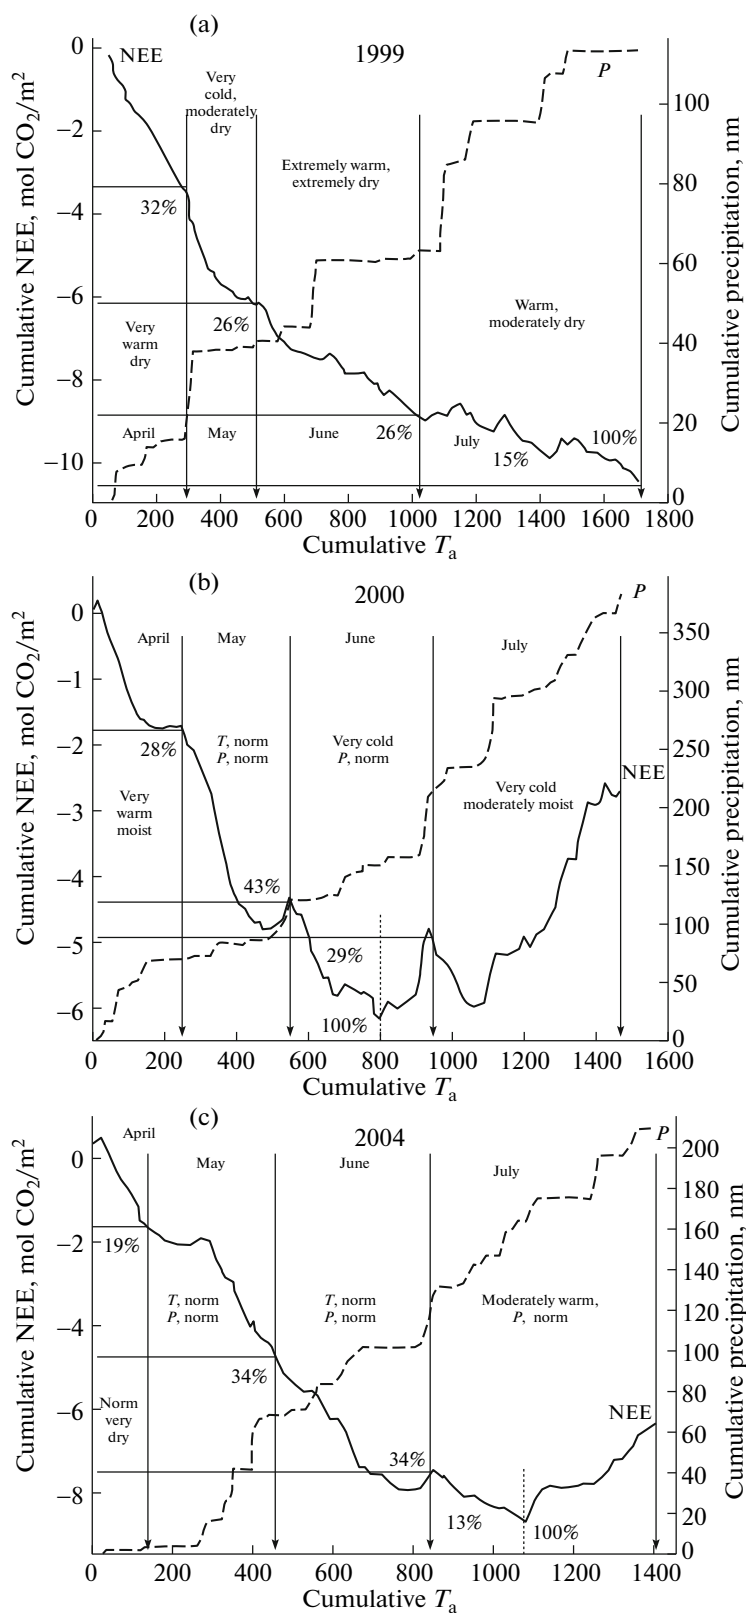 (a)
NEE
1999
P
Very
cold,
moderately
dry
Extremely warm,
extremely dry
32%
Very
warm
dry
26%
Warm,
moderately dry
April
May
June
26%
July
15%
100%
0
−2
−4
−6
−8
−10
Cumulative NEE, mol CO2/m2
100
80
60
40
20
0
Cumulative precipitation, nm
0 200 400 600 800 1000 1200 1400 1600 1800
Cumulative Ta
(b)
2000
P
April
May
June
July
28%
T, norm
P, norm
Very cold
P, norm
NEE
Very
warm
moist
Very cold
moderately moist
43%
29%
100%
0
−1
−2
−3
−4
−5
−6
Cumulative NEE, mol CO2/m2
350
300
250
200
150
100
50
0
Cumulative precipitation, nm
0 200 400 600 800 1000 1200 1400 1600
Cumulative Ta
(c)
2004
P
April
May
June
July
19%
T, norm
P, norm
T, norm
P, norm
Moderately warm,
P, norm
34%
Norm
very
dry
NEE
34%
13%
100%
0
−2
−4
−6
−8
Cumulative NEE, mol CO2/m2
200
180
160
140
120
100
80
60
40
20
0
Cumulative precipitation, nm
0 200 400 600 800 1000 1200 1400
Cumulative Ta